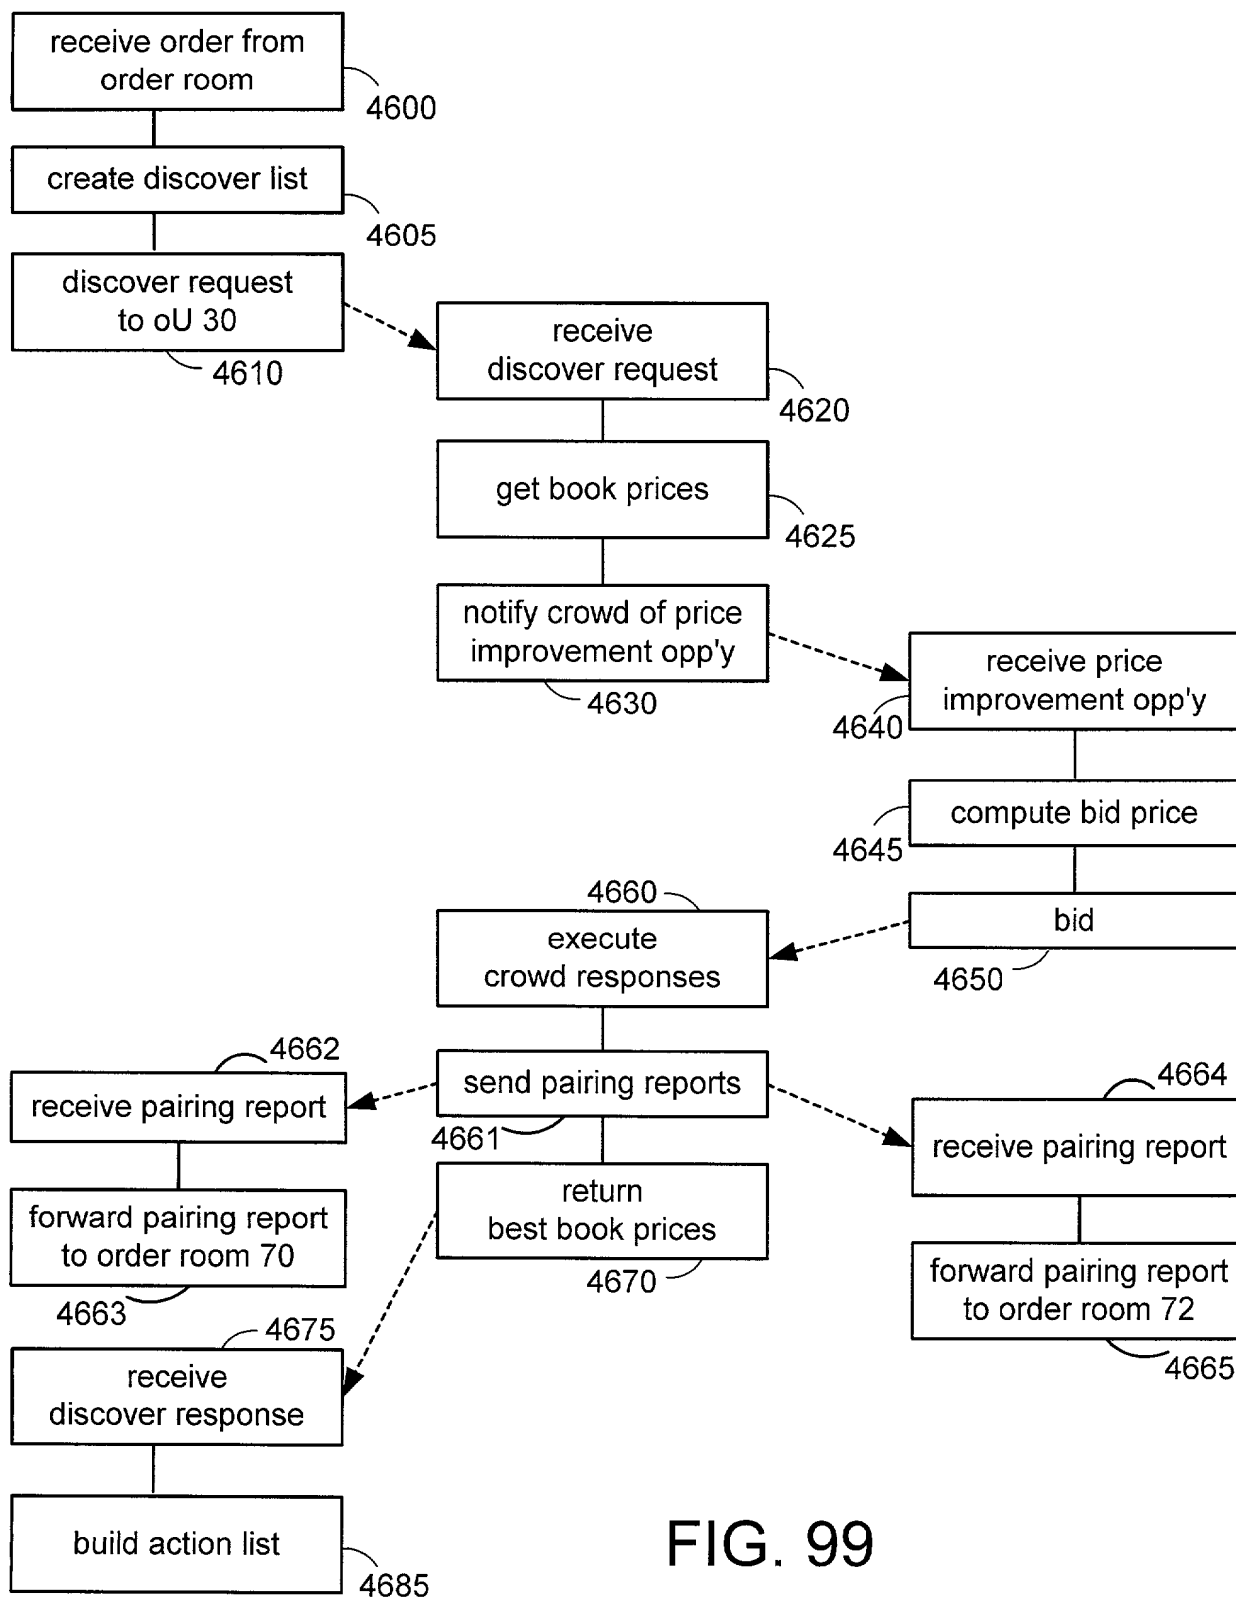 receive order from
order room
4600
create discover list
4605
discover request
to oU 30
4610
receive
discover request
4620
get book prices
4625
notify crowd of price
improvement opp'y
4630
receive price
improvement opp'y
4640
compute bid price
4645
bid
4650
4660
execute
crowd responses
send pairing reports
4661
4662
receive pairing report
forward pairing report
to order room 70
4663
4664
receive pairing report
forward pairing report
to order room 72
4665
return
best book prices
4670
4675
receive
discover response
build action list
4685
FIG. 99